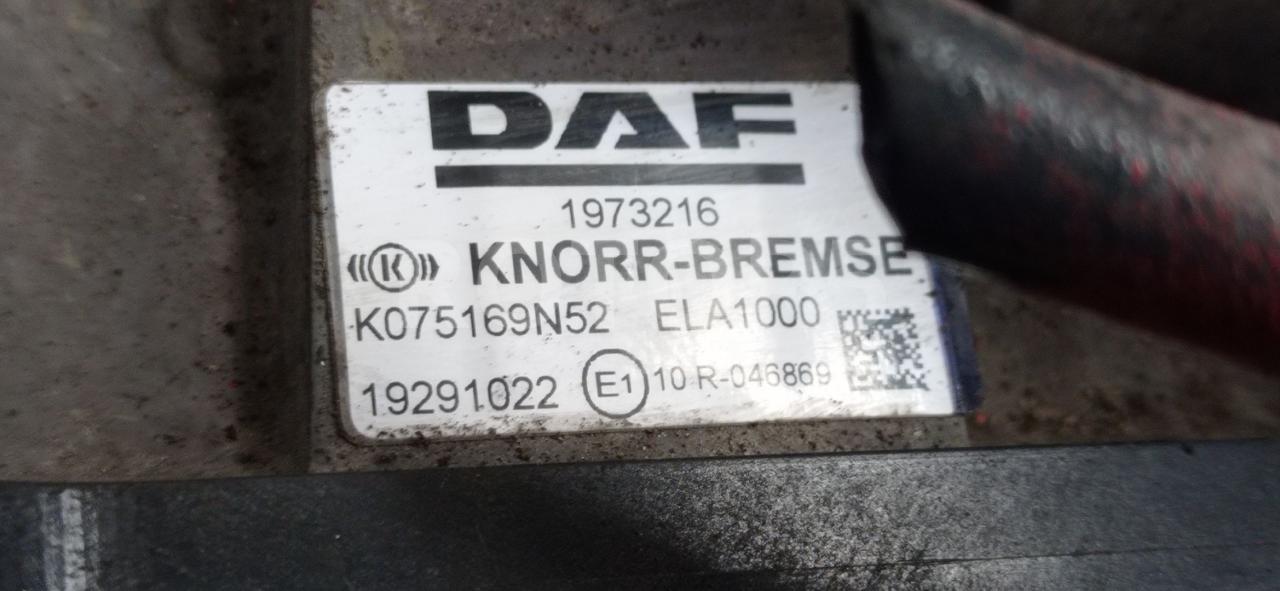 DAF
1973216
K KNORR-BREMSE
K075169N52 ELA1000
19291022 E1 10 R-046869